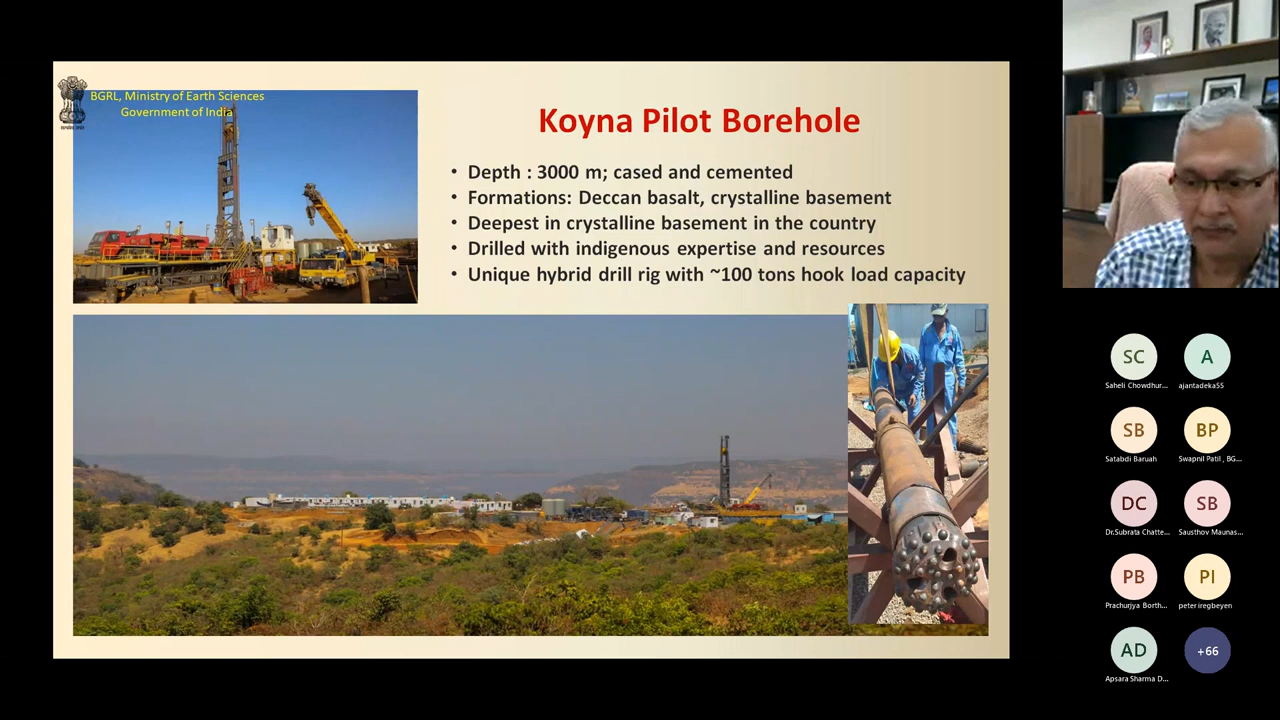 BGRL, Ministry of Earth Sciences
Government of India
Koyna Pilot Borehole
• Depth : 3000 m; cased and cemented
• Formations: Deccan basalt, crystalline basement
• Deepest in crystalline basement in the country
• Drilled with indigenous expertise and resources
• Unique hybrid drill rig with ~100 tons hook load capacity
SC
A
Saheli Chowdhur...
ajantadeka55
SB
BP
Satabdi Baruah
Swapnil Patil , BG...
DC
SB
Dr.Subrata Chatte...
Sausthov Maunas...
PB
PI
Prachurjya Borth...
peter iregbeyen
AD
+66
Apsara Sharma D...